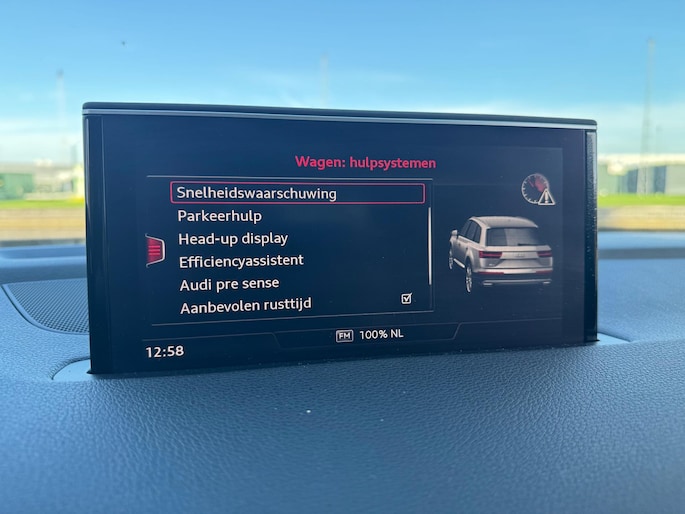 Wagen: hulpsystemen
Snelheidswaarschuwing
Parkeerhulp
Head-up display
Efficiencyassistent
Audi pre sense
Aanbevolen rusttijd
FM 100% NL
12:58